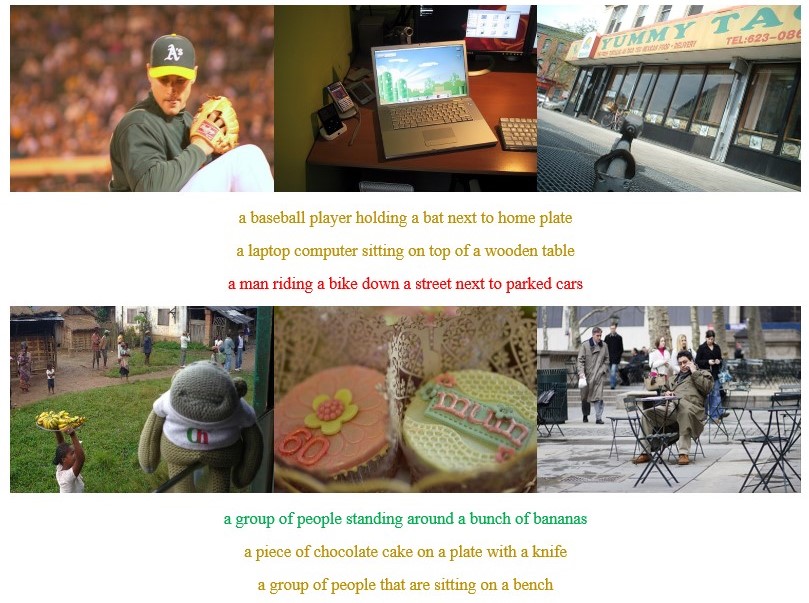 A's
YUMMY TA
TEL:623-086
a baseball player holding a bat next to home plate
a laptop computer sitting on top of a wooden table
a man riding a bike down a street next to parked cars
60
mum
a group of people standing around a bunch of bananas
a piece of chocolate cake on a plate with a knife
a group of people that are sitting on a bench